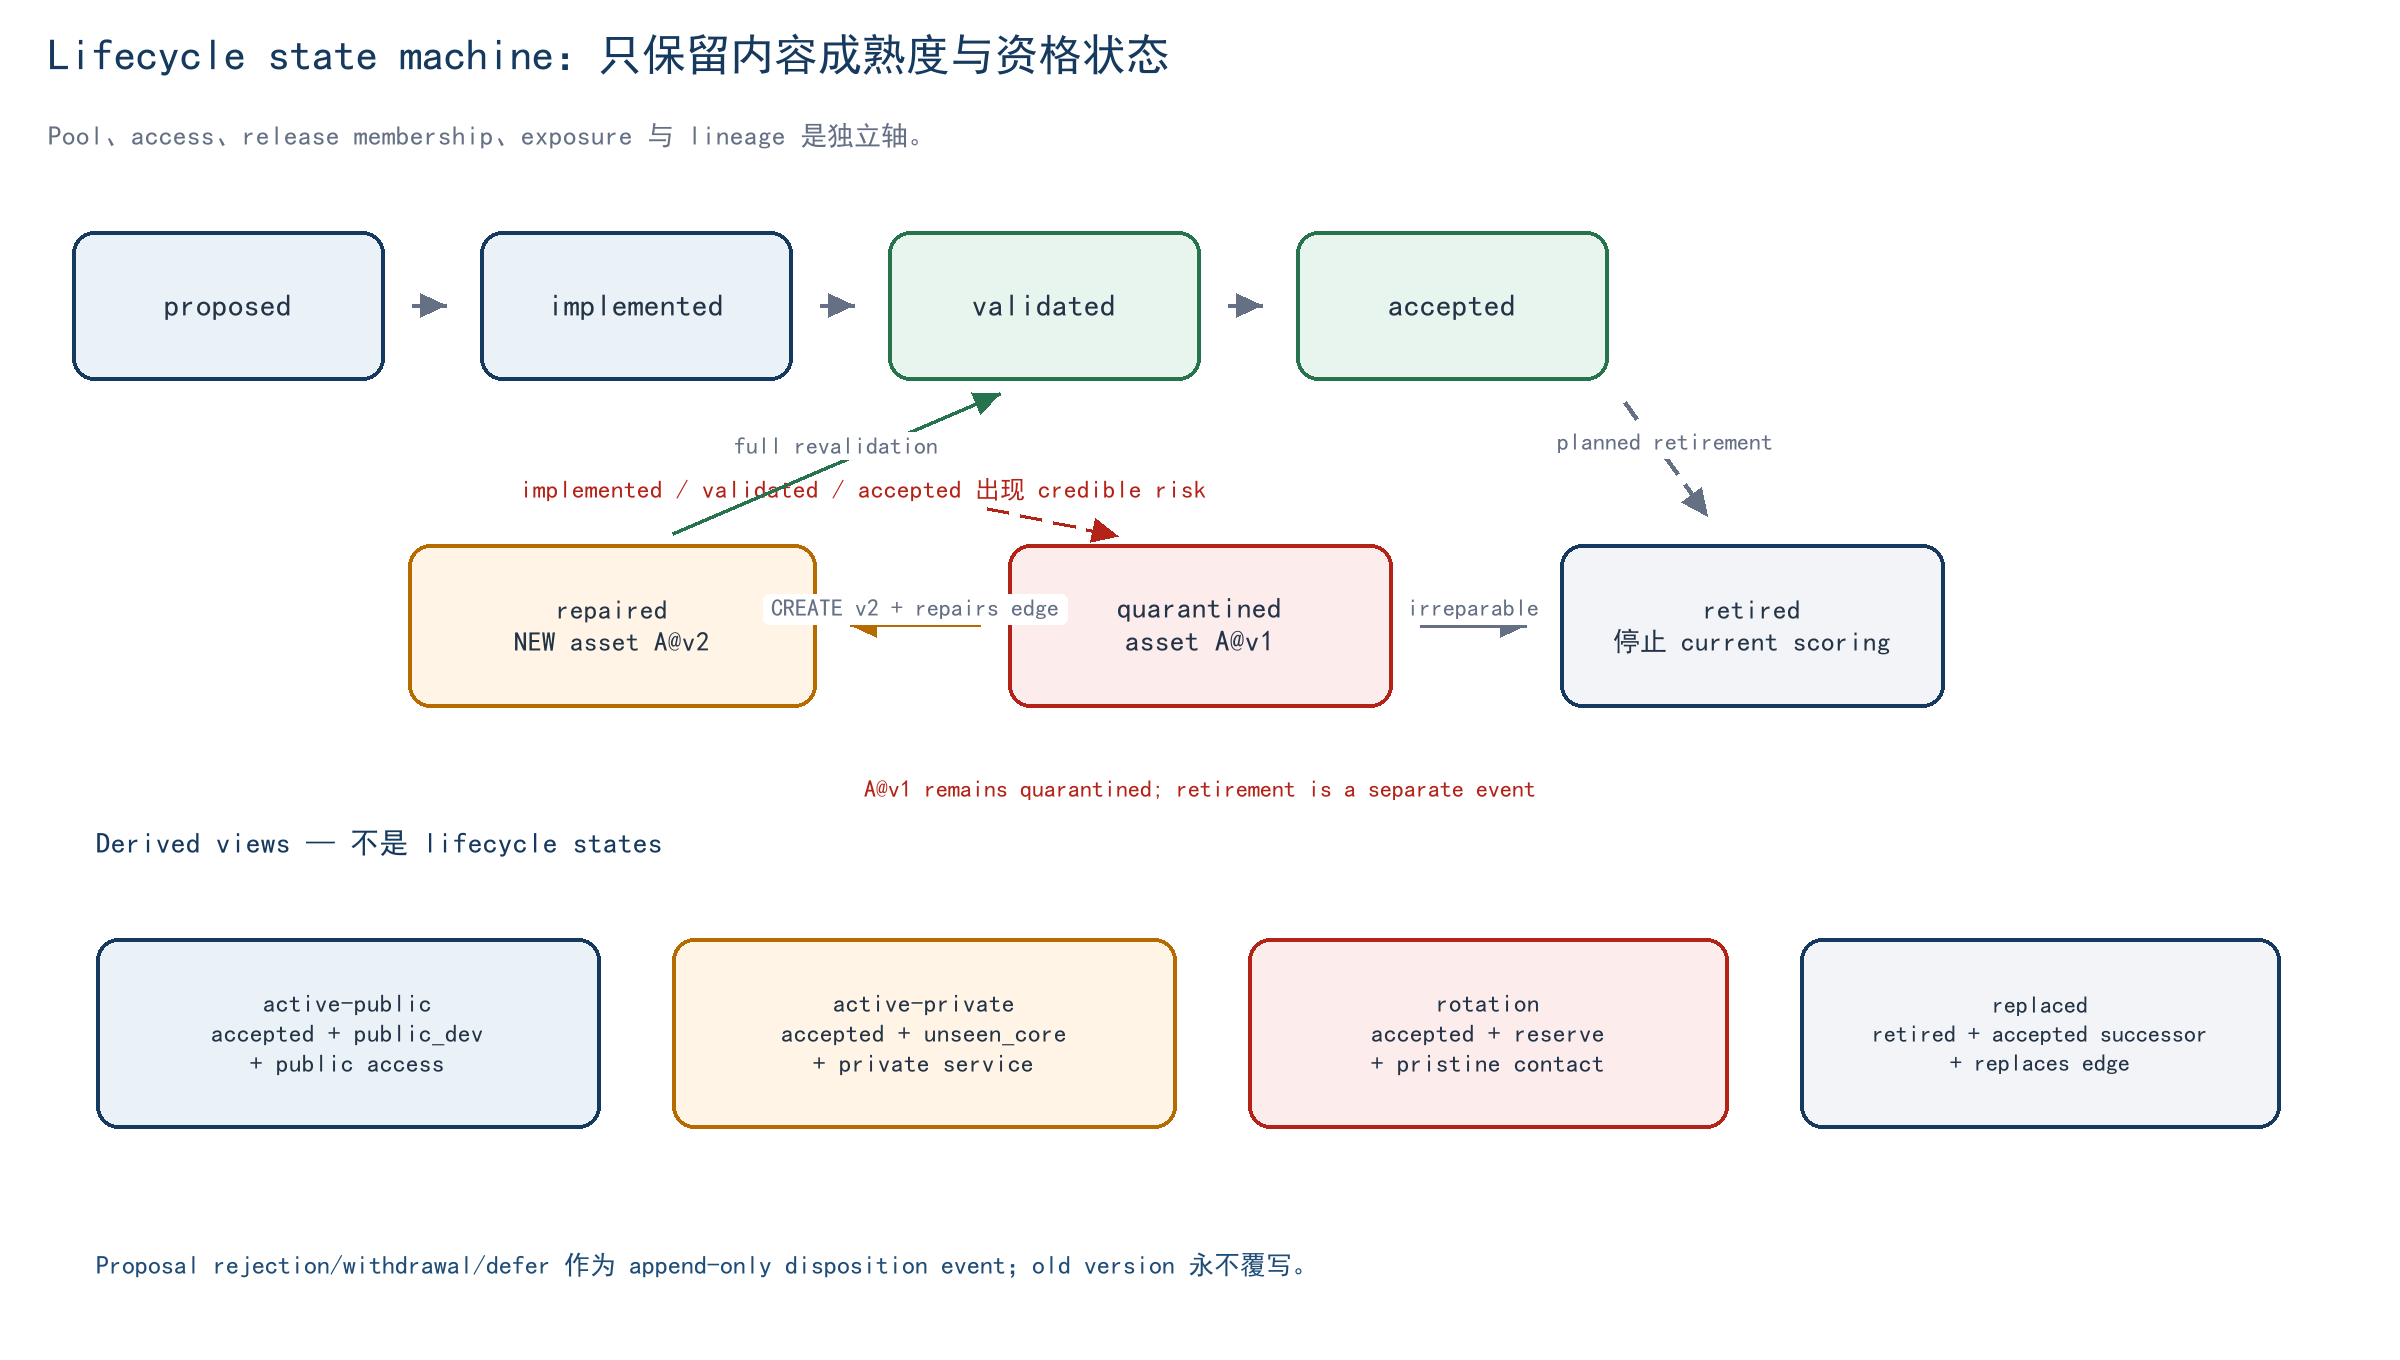 Lifecycle state machine：只保留内容成熟度与资格状态
Pool、access、release membership、exposure 与 lineage 是独立轴。
proposed
implemented
validated
accepted
full revalidation
planned retirement
implemented / validated / accepted 出现 credible risk
repaired
NEW asset A@v2
CREATE v2 + repairs edge
quarantined
asset A@v1
irreparable
retired
停止 current scoring
A@v1 remains quarantined; retirement is a separate event
Derived views — 不是 lifecycle states
active-public
accepted + public_dev
+ public access
active-private
accepted + unseen_core
+ private service
rotation
accepted + reserve
+ pristine contact
replaced
retired + accepted successor
+ replaces edge
Proposal rejection/withdrawal/defer 作为 append-only disposition event；old version 永不覆写。